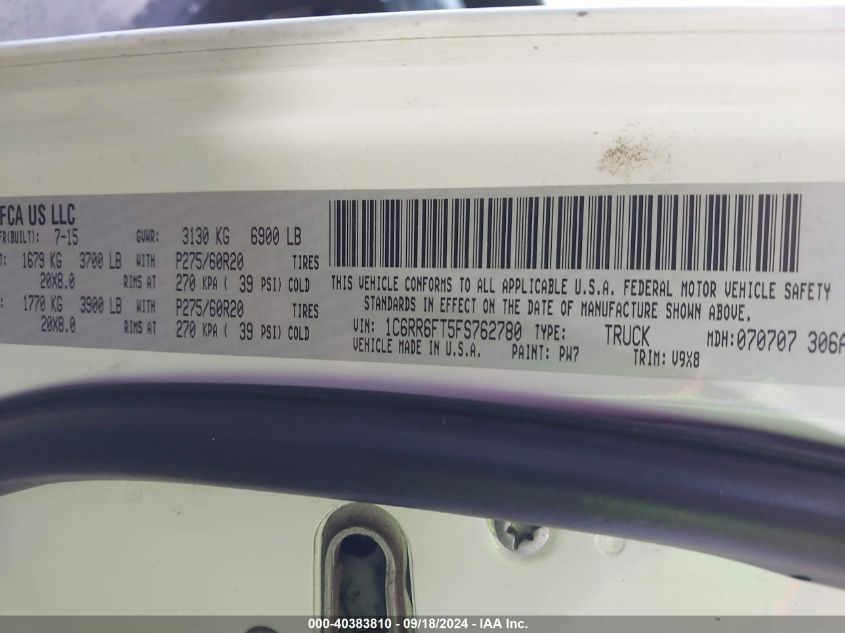 FCA US LLC
FR(BUILT): 7-15 GVWR: 3130 KG 6900 LB
T: 1679 KG 3700 LB WITH P275/60R20 TIRES
20X8.0 RIMS AT 270 KPA ( 39 PSI) COLD
: 1770 KG 3900 LB WITH P275/60R20 TIRES
20X8.0 RIMS AT 270 KPA ( 39 PSI) COLD
THIS VEHICLE CONFORMS TO ALL APPLICABLE U.S.A. FEDERAL MOTOR VEHICLE SAFETY
STANDARDS IN EFFECT ON THE DATE OF MANUFACTURE SHOWN ABOVE.
VIN: 1C6RR6FT5FS762780 TYPE: TRUCK MDH:070707 306A
VEHICLE MADE IN U.S.A. PAINT: PW7 TRIM: V9X8
000-40383810 - 09/18/2024 - IAA Inc.